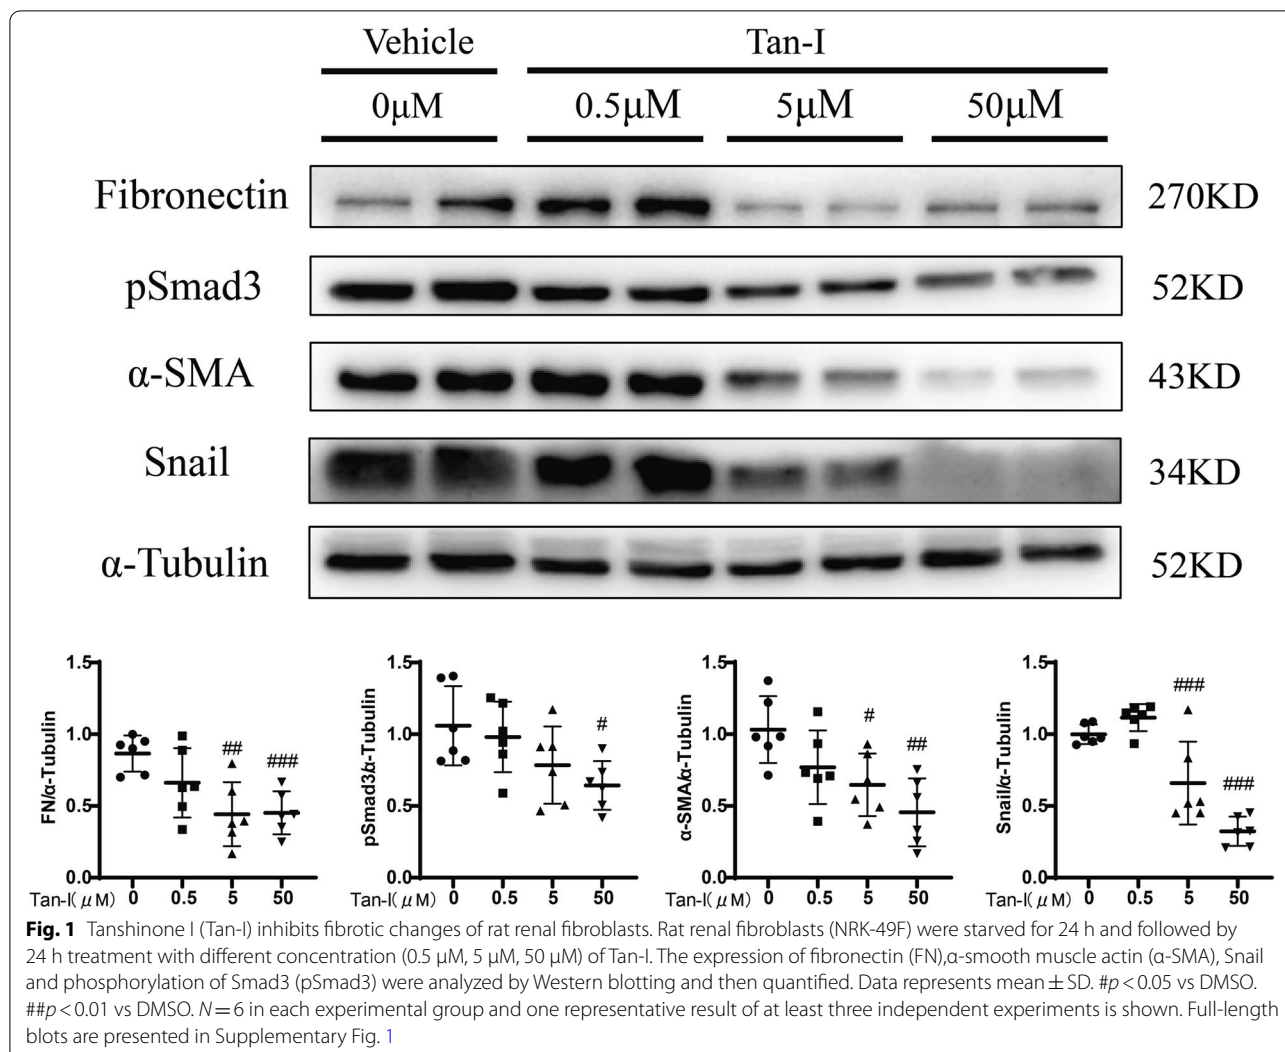 Vehicle Tan-I
0μM 0.5μM 5μM 50μM
Fibronectin 270KD
pSmad3 52KD
α-SMA 43KD
Snail 34KD
α-Tubulin 52KD
FN/α-Tubulin
1.5
1.0
0.5
0.0
## ###
Tan-I(μM) 0 0.5 5 50
pSmad3/α-Tubulin
1.5
1.0
0.5
0.0
#
Tan-I(μM) 0 0.5 5 50
α-SMA/α-Tubulin
1.5
1.0
0.5
0.0
# ##
Tan-I(μM) 0 0.5 5 50
Snail/α-Tubulin
1.5
1.0
0.5
0.0
### ###
Tan-I(μM) 0 0.5 5 50
Fig. 1 Tanshinone I (Tan-I) inhibits fibrotic changes of rat renal fibroblasts. Rat renal fibroblasts (NRK-49F) were starved for 24 h and followed by
24 h treatment with different concentration (0.5 μM, 5 μM, 50 μM) of Tan-I. The expression of fibronectin (FN),α-smooth muscle actin (α-SMA), Snail
and phosphorylation of Smad3 (pSmad3) were analyzed by Western blotting and then quantified. Data represents mean ± SD. #p < 0.05 vs DMSO.
##p < 0.01 vs DMSO. N = 6 in each experimental group and one representative result of at least three independent experiments is shown. Full-length
blots are presented in Supplementary Fig. 1